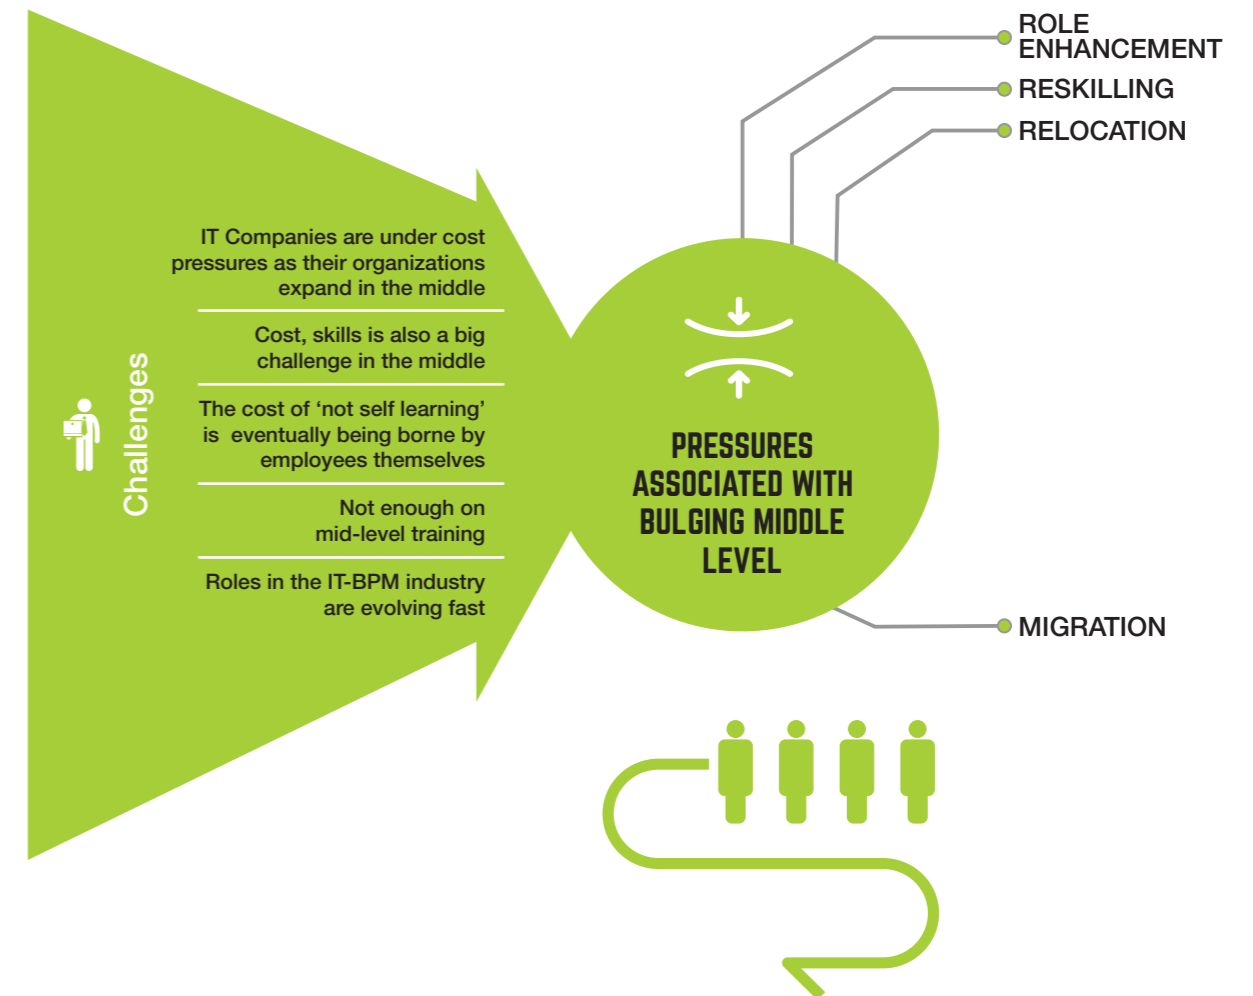 Challenges
IT Companies are under cost
pressures as their organizations
expand in the middle
Cost, skills is also a big
challenge in the middle
The cost of ‘not self learning’
is eventually being borne by
employees themselves
Not enough on
mid-level training
Roles in the IT-BPM industry
are evolving fast
PRESSURES
ASSOCIATED WITH
BULGING MIDDLE
LEVEL
ROLE
ENHANCEMENT
RESKILLING
RELOCATION
MIGRATION